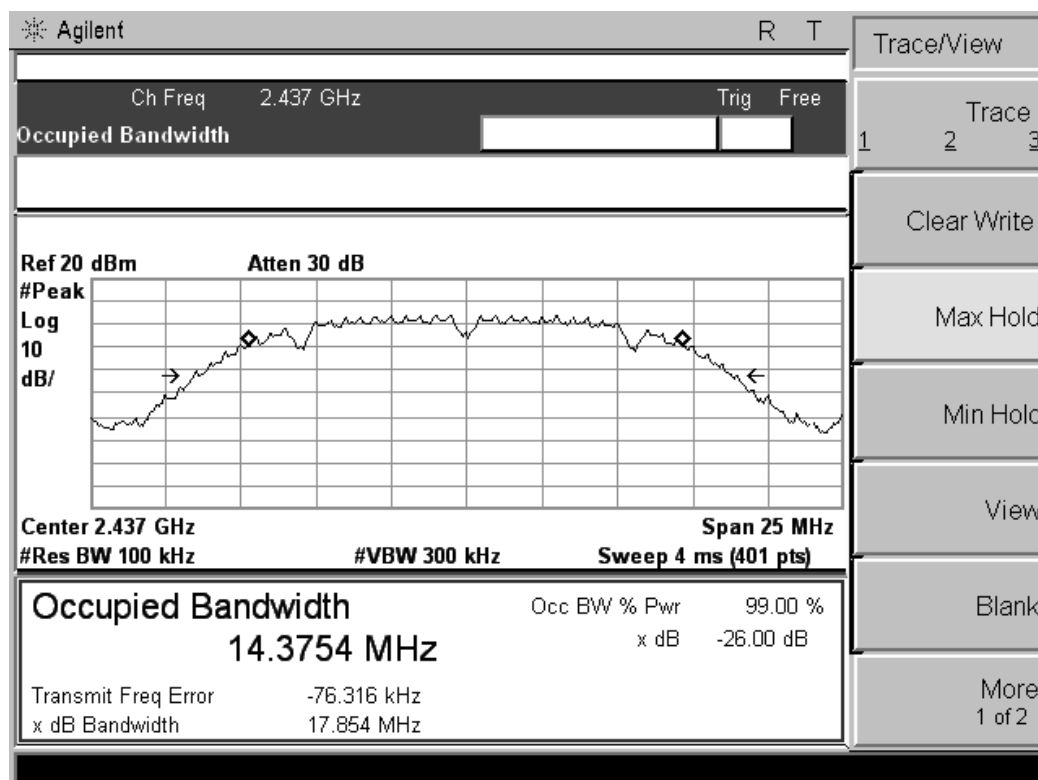 Agilent R T
Trace/View
Ch Freq 2.437 GHz Trig Free
Occupied Bandwidth
Trace
1 2 3
Clear Write
Max Hold
Min Hold
View
Blank
More
1 of 2
Ref 20 dBm Atten 30 dB
#Peak
Log
10
dB/
Center 2.437 GHz Span 25 MHz
#Res BW 100 kHz #VBW 300 kHz Sweep 4 ms (401 pts)
Occupied Bandwidth Occ BW % Pwr 99.00 %
14.3754 MHz x dB -26.00 dB
Transmit Freq Error -76.316 kHz
x dB Bandwidth 17.854 MHz